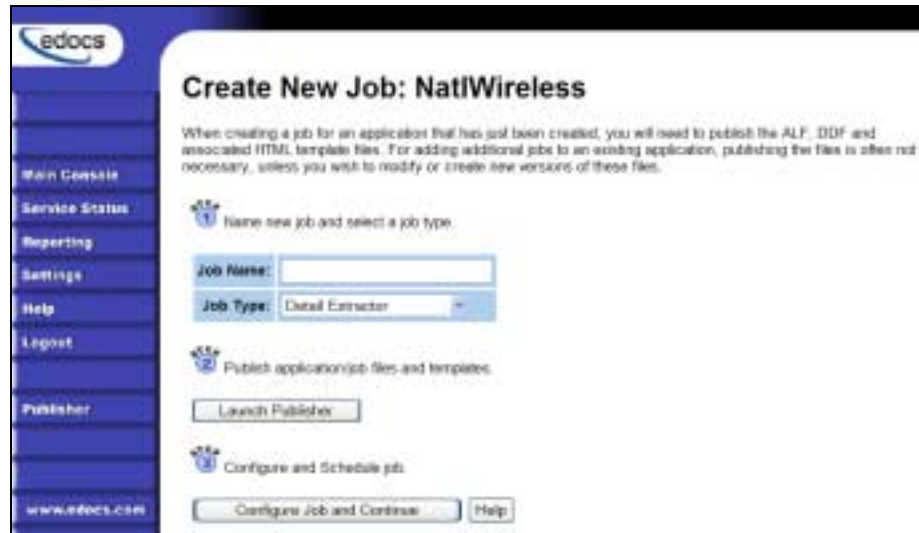 edocs
Create New Job: NatlWireless
When creating a job for an application that has just been created, you will need to publish the ALF, DDF and
associated HTML template files. For adding additional jobs to an existing application, publishing the files is often not
necessary, unless you wish to modify or create new versions of these files.
Main Console
Service Status
Reporting
Settings
Help
Logout
Publisher
www.edocs.com
1 Name new job and select a job type.
Job Name:
Job Type: Detail Extractor
2 Publish application/job files and templates.
Launch Publisher
3 Configure and Schedule job.
Configure Job and Continue
Help